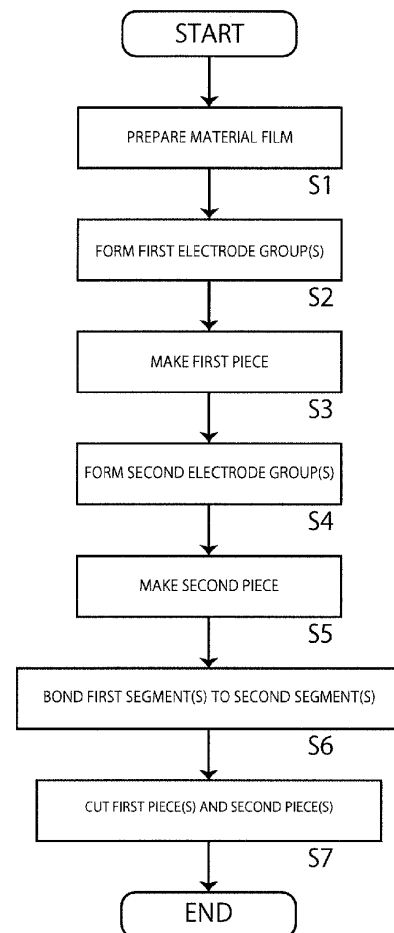 START
PREPARE MATERIAL FILM
S1
FORM FIRST ELECTRODE GROUP(S)
S2
MAKE FIRST PIECE
S3
FORM SECOND ELECTRODE GROUP(S)
S4
MAKE SECOND PIECE
S5
BOND FIRST SEGMENT(S) TO SECOND SEGMENT(S)
S6
CUT FIRST PIECE(S) AND SECOND PIECE(S)
S7
END